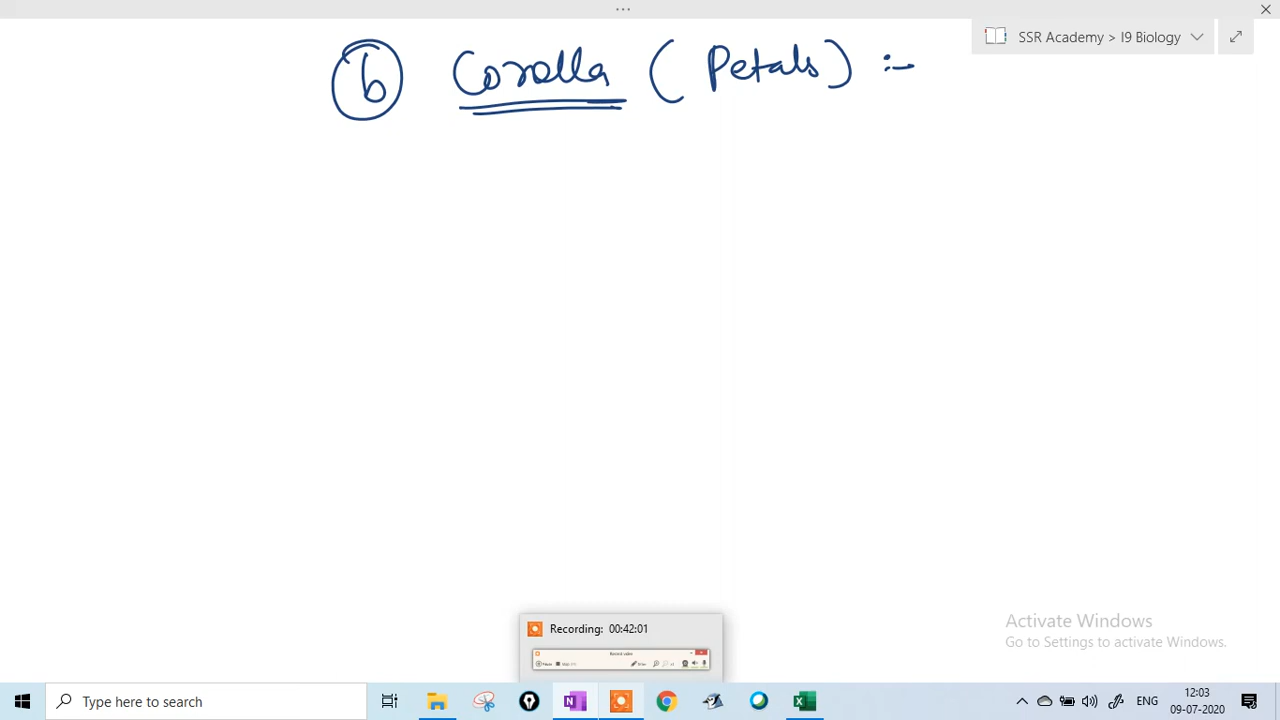 SSR Academy > I9 Biology
b Corolla (Petals) :-
Recording: 00:42:01
Activate Windows
Go to Settings to activate Windows.
Type here to search
ENG
12:03
09-07-2020